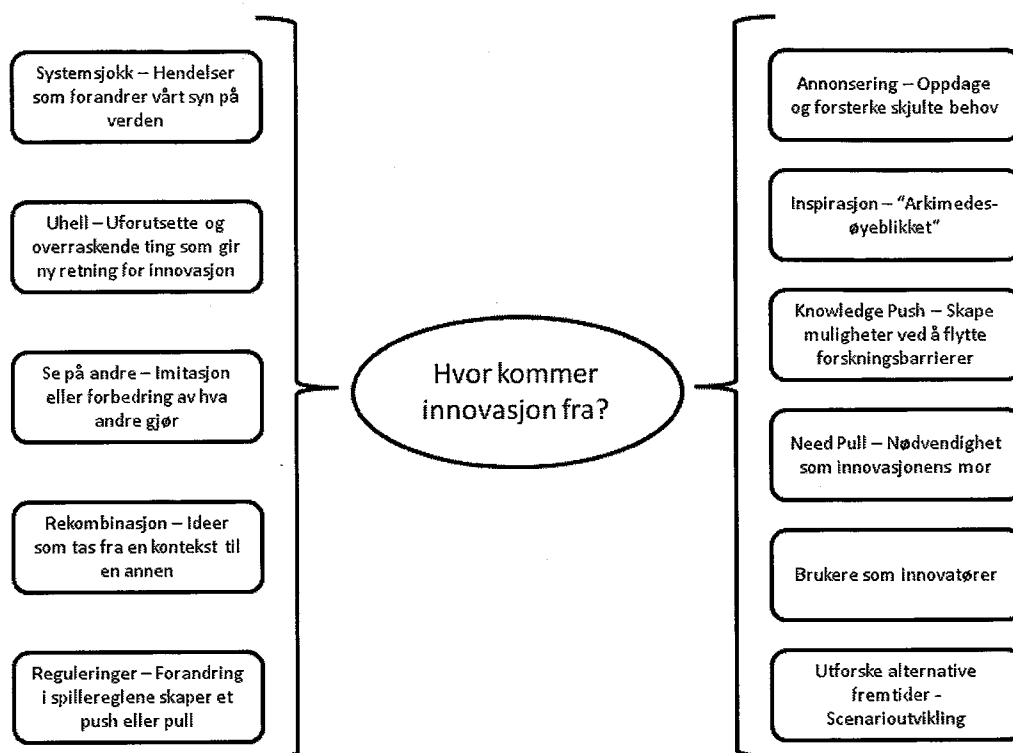 Systemsjokk – Hendelser
som forandrer vårt syn på
verden
Uhell – Uforutsette og
overraskende ting som gir
ny retning for innovasjon
Se på andre – Imitasjon
eller forbedring av hva
andre gjør
Rekombinasjon – Ideer
som tas fra en kontekst til
en annen
Reguleringer – Forandring
i spillereglene skaper et
push eller pull
Hvor kommer
innovasjon fra?
Annonsering – Oppdage
og forsterke skjulte behov
Inspirasjon – “Arkimedes-
øyeblikket“
Knowledge Push – Skape
muligheter ved å flytte
forskningsbarrierer
Need Pull – Nødvendighet
som innovasjonens mor
Brukere som innovatører
Utforske alternative
fremtider -
Scenarioutvikling